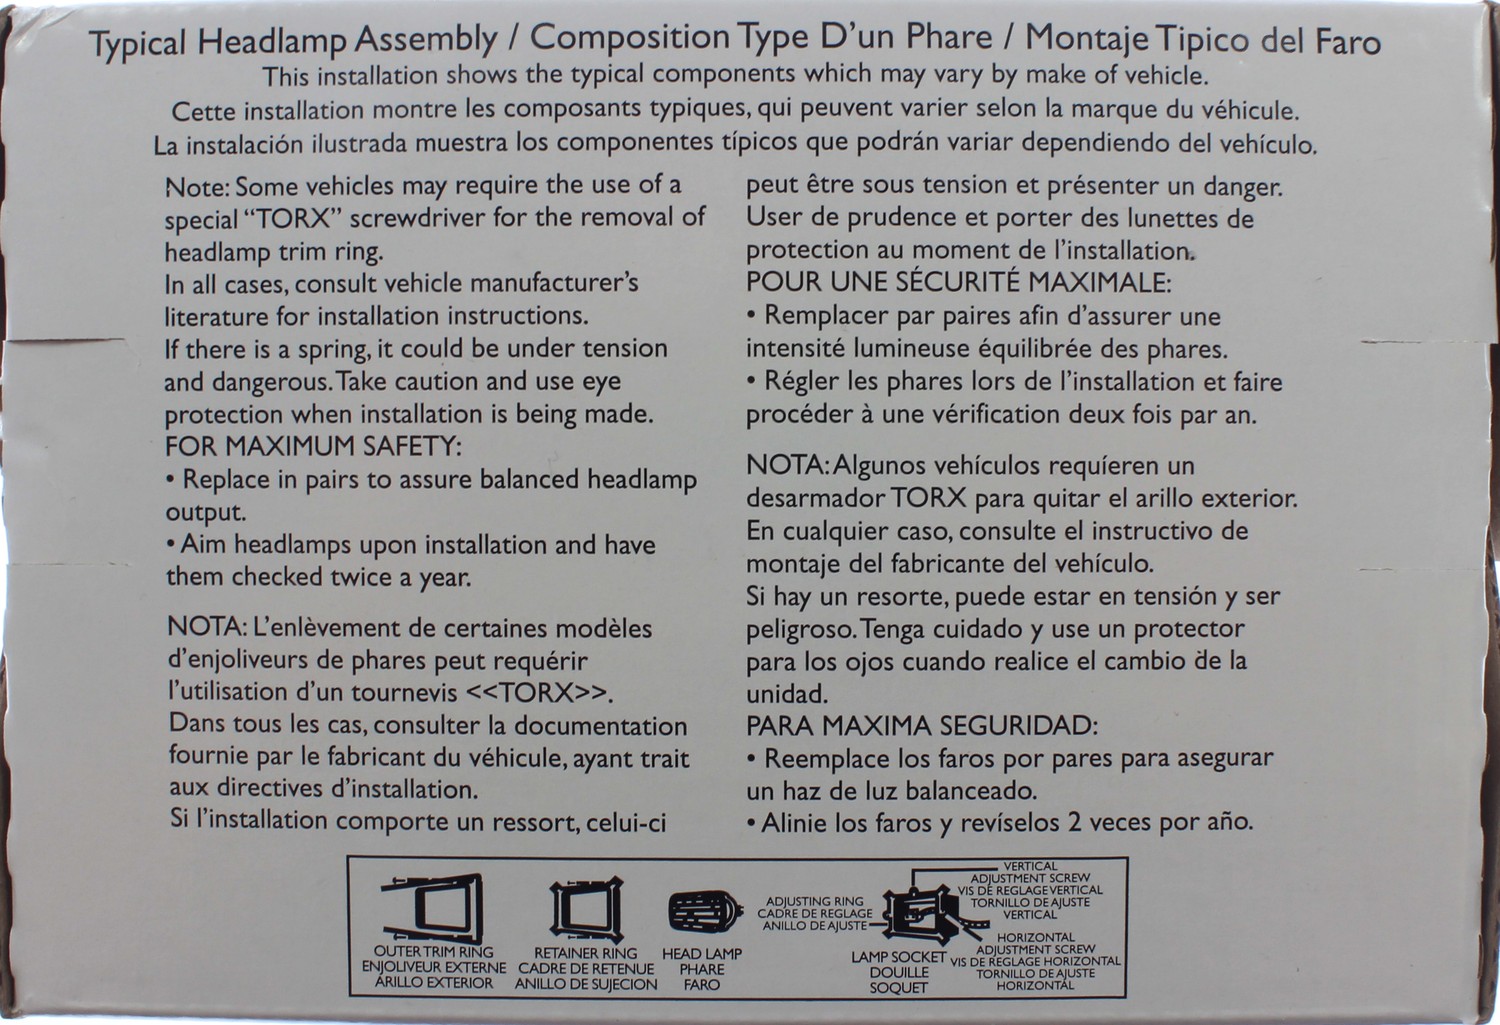 Typical Headlamp Assembly / Composition Type D'un Phare / Montaje Tipico del Faro
This installation shows the typical components which may vary by make of vehicle.
Cette installation montre les composants typiques, qui peuvent varier selon la marque du véhicule.
La instalación ilustrada muestra los componentes típicos que podrán variar dependiendo del vehículo.
Note: Some vehicles may require the use of a
special "TORX" screwdriver for the removal of
headlamp trim ring.
In all cases, consult vehicle manufacturer's
literature for installation instructions.
If there is a spring, it could be under tension
and dangerous. Take caution and use eye
protection when installation is being made.
FOR MAXIMUM SAFETY:
• Replace in pairs to assure balanced headlamp
output.
• Aim headlamps upon installation and have
them checked twice a year.
NOTA: L'enlèvement de certaines modèles
d'enjoliveurs de phares peut requérir
l'utilisation d'un tournevis <<TORX>>.
Dans tous les cas, consulter la documentation
fournie par le fabricant du véhicule, ayant trait
aux directives d'installation.
Si l'installation comporte un ressort, celui-ci
peut être sous tension et présenter un danger.
User de prudence et porter des lunettes de
protection au moment de l'installation.
POUR UNE SÉCURITÉ MAXIMALE:
• Remplacer par paires afin d'assurer une
intensité lumineuse équilibrée des phares.
• Régler les phares lors de l'installation et faire
procéder à une vérification deux fois par an.
NOTA: Algunos vehículos requíeren un
desarmador TORX para quitar el arillo exterior.
En cualquier caso, consulte el instructivo de
montaje del fabricante del vehículo.
Si hay un resorte, puede estar en tensión y ser
peligroso. Tenga cuidado y use un protector
para los ojos cuando realice el cambio de la
unidad.
PARA MAXIMA SEGURIDAD:
• Reemplace los faros por pares para asegurar
un haz de luz balanceado.
• Alinie los faros y revíselos 2 veces por año.
OUTER TRIM RING
ENJOLIVEUR EXTERNE
ARILLO EXTERIOR
RETAINER RING
CADRE DE RETENUE
ANILLO DE SUJECION
HEAD LAMP
PHARE
FARO
ADJUSTING RING
CADRE DE REGLAGE
ANILLO DE AJUSTE
LAMP SOCKET
DOUILLE
SOQUET
VERTICAL
ADJUSTMENT SCREW
VIS DE REGLAGE VERTICAL
TORNILLO DE AJUSTE
VERTICAL
HORIZONTAL
ADJUSTMENT SCREW
VIS DE REGLAGE HORIZONTAL
TORNILLO DE AJUSTE
HORIZONTAL